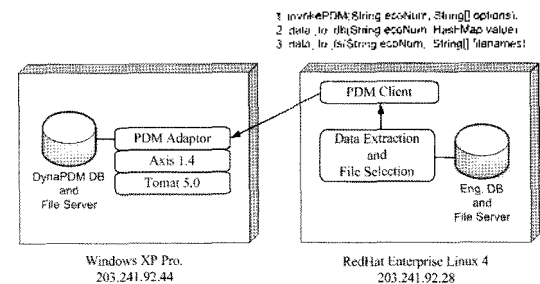 1 invokePDM(String ecoNum, String[] options).
2 data_to_db(String ecoNum, HashMap value)
3 data_to_fs(String ecoNum, String[] filenames)
PDM Client
PDM Adaptor
Axis 1.4
Tomat 5.0
DynaPDM DB
and
File Server
Data Extraction
and
File Selection
Eng. DB
and
File Server
Windows XP Pro.
203.241.92.44
RedHat Enterprise Linux 4
203.241.92.28